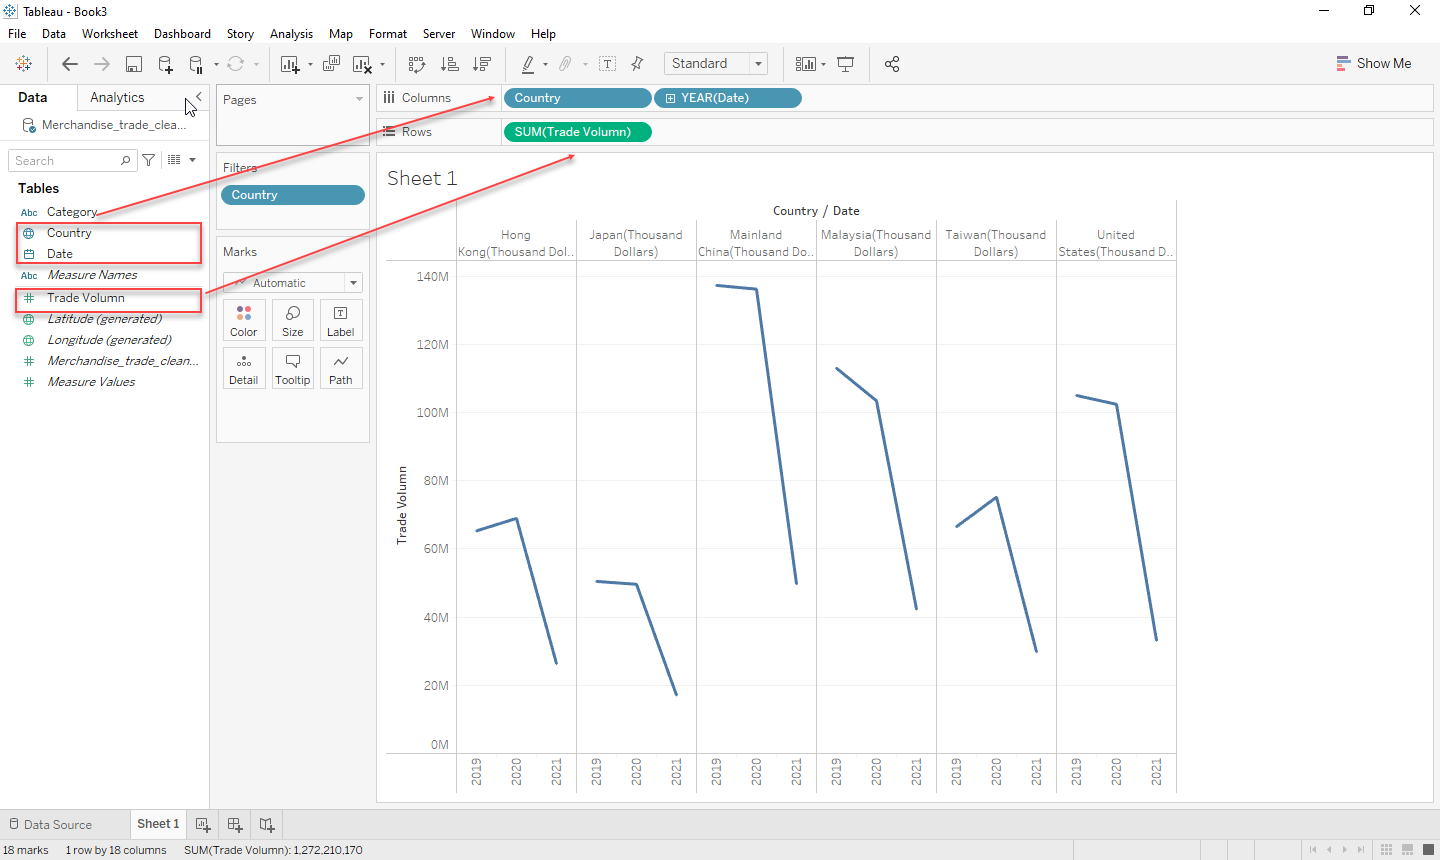 Tableau - Book3
File Data Worksheet Dashboard Story Analysis Map Format Server Window Help
Standard
Show Me
Data Analytics
Merchandise_trade_clea...
Search
Tables
Abc Category
Country
Date
Abc Measure Names
Trade Volumn
Latitude (generated)
Longitude (generated)
Merchandise_trade_clean...
Measure Values
Pages
Filters
Country
Marks
Automatic
Color Size Label
Detail Tooltip Path
Columns Country YEAR(Date)
Rows SUM(Trade Volumn)
Sheet 1
Country / Date
Hong
Kong(Thousand Dol..
Japan(Thousand
Dollars)
Mainland
China(Thousand Do..
Malaysia(Thousand
Dollars)
Taiwan(Thousand
Dollars)
United
States(Thousand D..
Trade Volumn
140M
120M
100M
80M
60M
40M
20M
0M
2019 2020 2021 2019 2020 2021 2019 2020 2021 2019 2020 2021 2019 2020 2021 2019 2020 2021
Data Source Sheet 1
18 marks 1 row by 18 columns SUM(Trade Volumn): 1,272,210,170